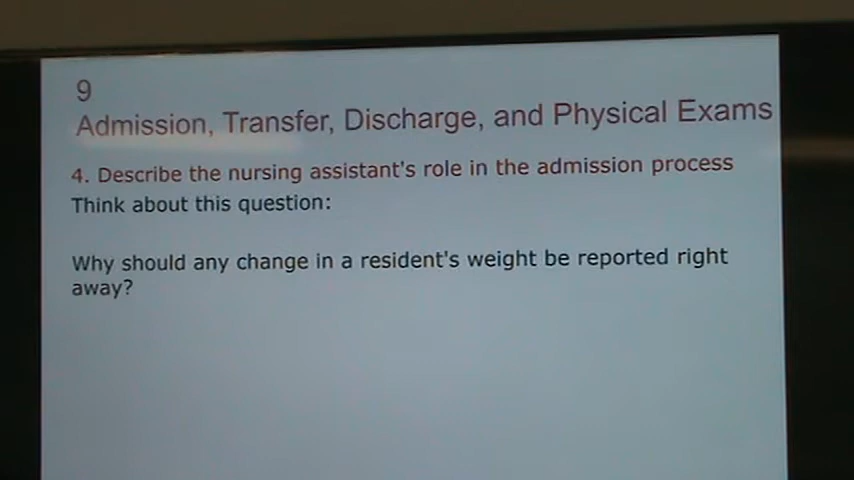 9
Admission, Transfer, Discharge, and Physical Exams
4. Describe the nursing assistant's role in the admission process
Think about this question:
Why should any change in a resident's weight be reported right
away?